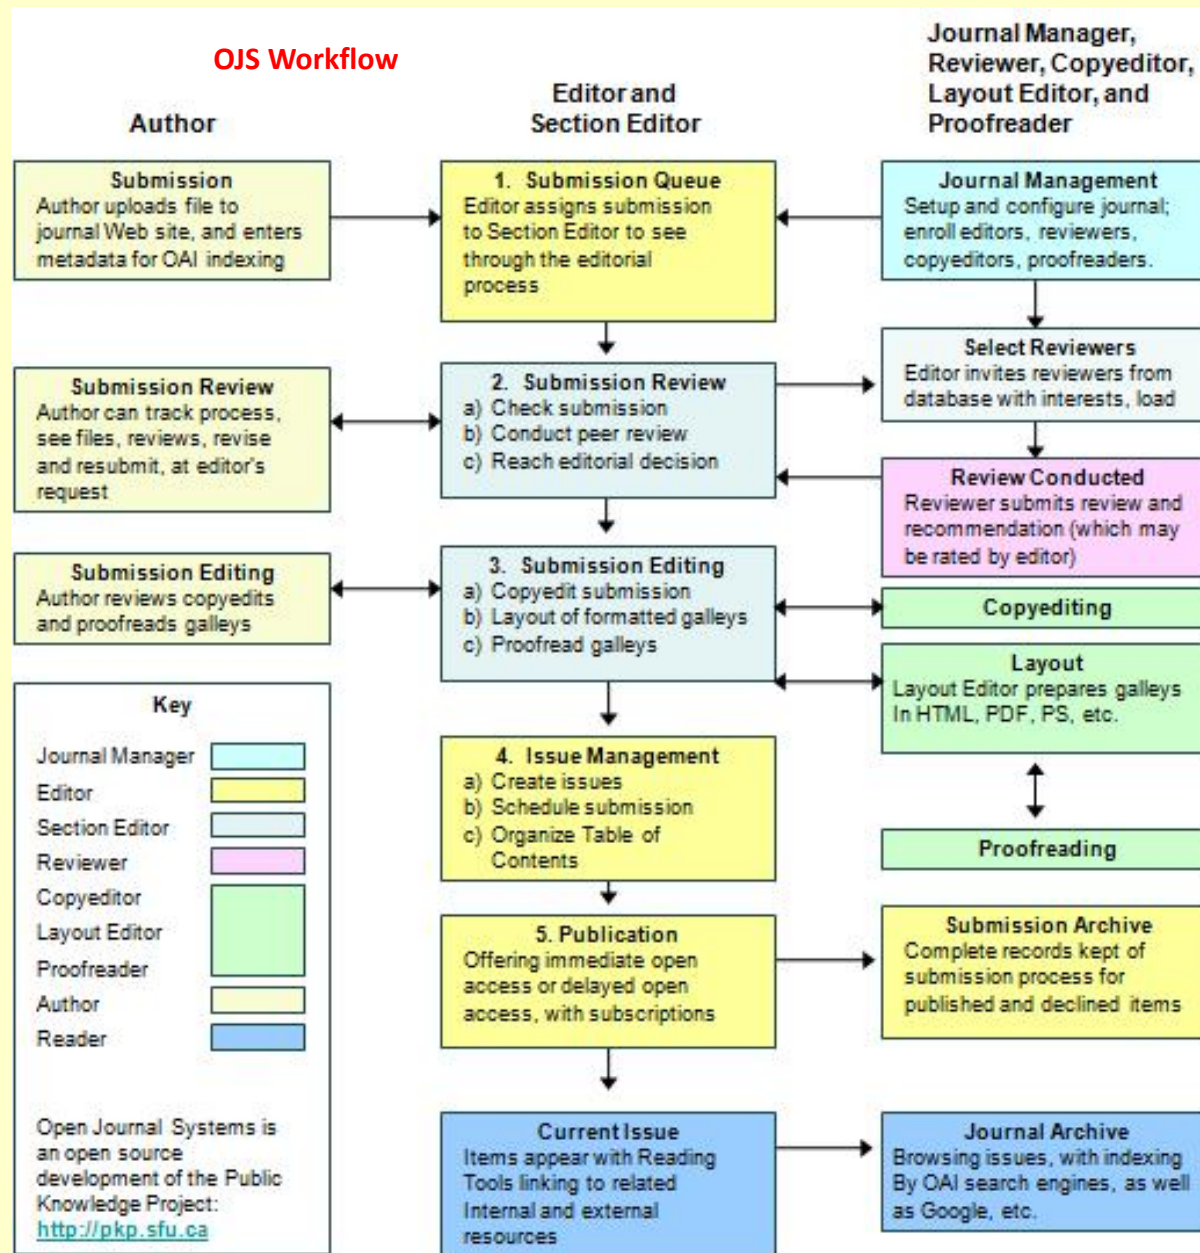 OJS Workflow
Author
Editor and
Section Editor
Journal Manager,
Reviewer, Copyeditor,
Layout Editor, and
Proofreader
Submission
Author uploads file to
journal Web site, and enters
metadata for OAI indexing
1. Submission Queue
Editor assigns submission
to Section Editor to see
through the editorial
process
Journal Management
Setup and configure journal;
enroll editors, reviewers,
copyeditors, proofreaders.
Select Reviewers
Editor invites reviewers from
database with interests, load
Submission Review
Author can track process,
see files, reviews, revise
and resubmit, at editor's
request
2. Submission Review
a) Check submission
b) Conduct peer review
c) Reach editorial decision
Review Conducted
Reviewer submits review and
recommendation (which may
be rated by editor)
Submission Editing
Author reviews copyedits
and proofreads galleys
3. Submission Editing
a) Copyedit submission
b) Layout of formatted galleys
c) Proofread galleys
Copyediting
Layout
Layout Editor prepares galleys
In HTML, PDF, PS, etc.
Key
Journal Manager
Editor
Section Editor
Reviewer
Copyeditor
Layout Editor
Proofreader
Author
Reader
Open Journal Systems is
an open source
development of the Public
Knowledge Project:
http://pkp.sfu.ca
4. Issue Management
a) Create issues
b) Schedule submission
c) Organize Table of
Contents
Proofreading
5. Publication
Offering immediate open
access or delayed open
access, with subscriptions
Submission Archive
Complete records kept of
submission process for
published and declined items
Current Issue
Items appear with Reading
Tools linking to related
Internal and external
resources
Journal Archive
Browsing issues, with indexing
By OAI search engines, as well
as Google, etc.